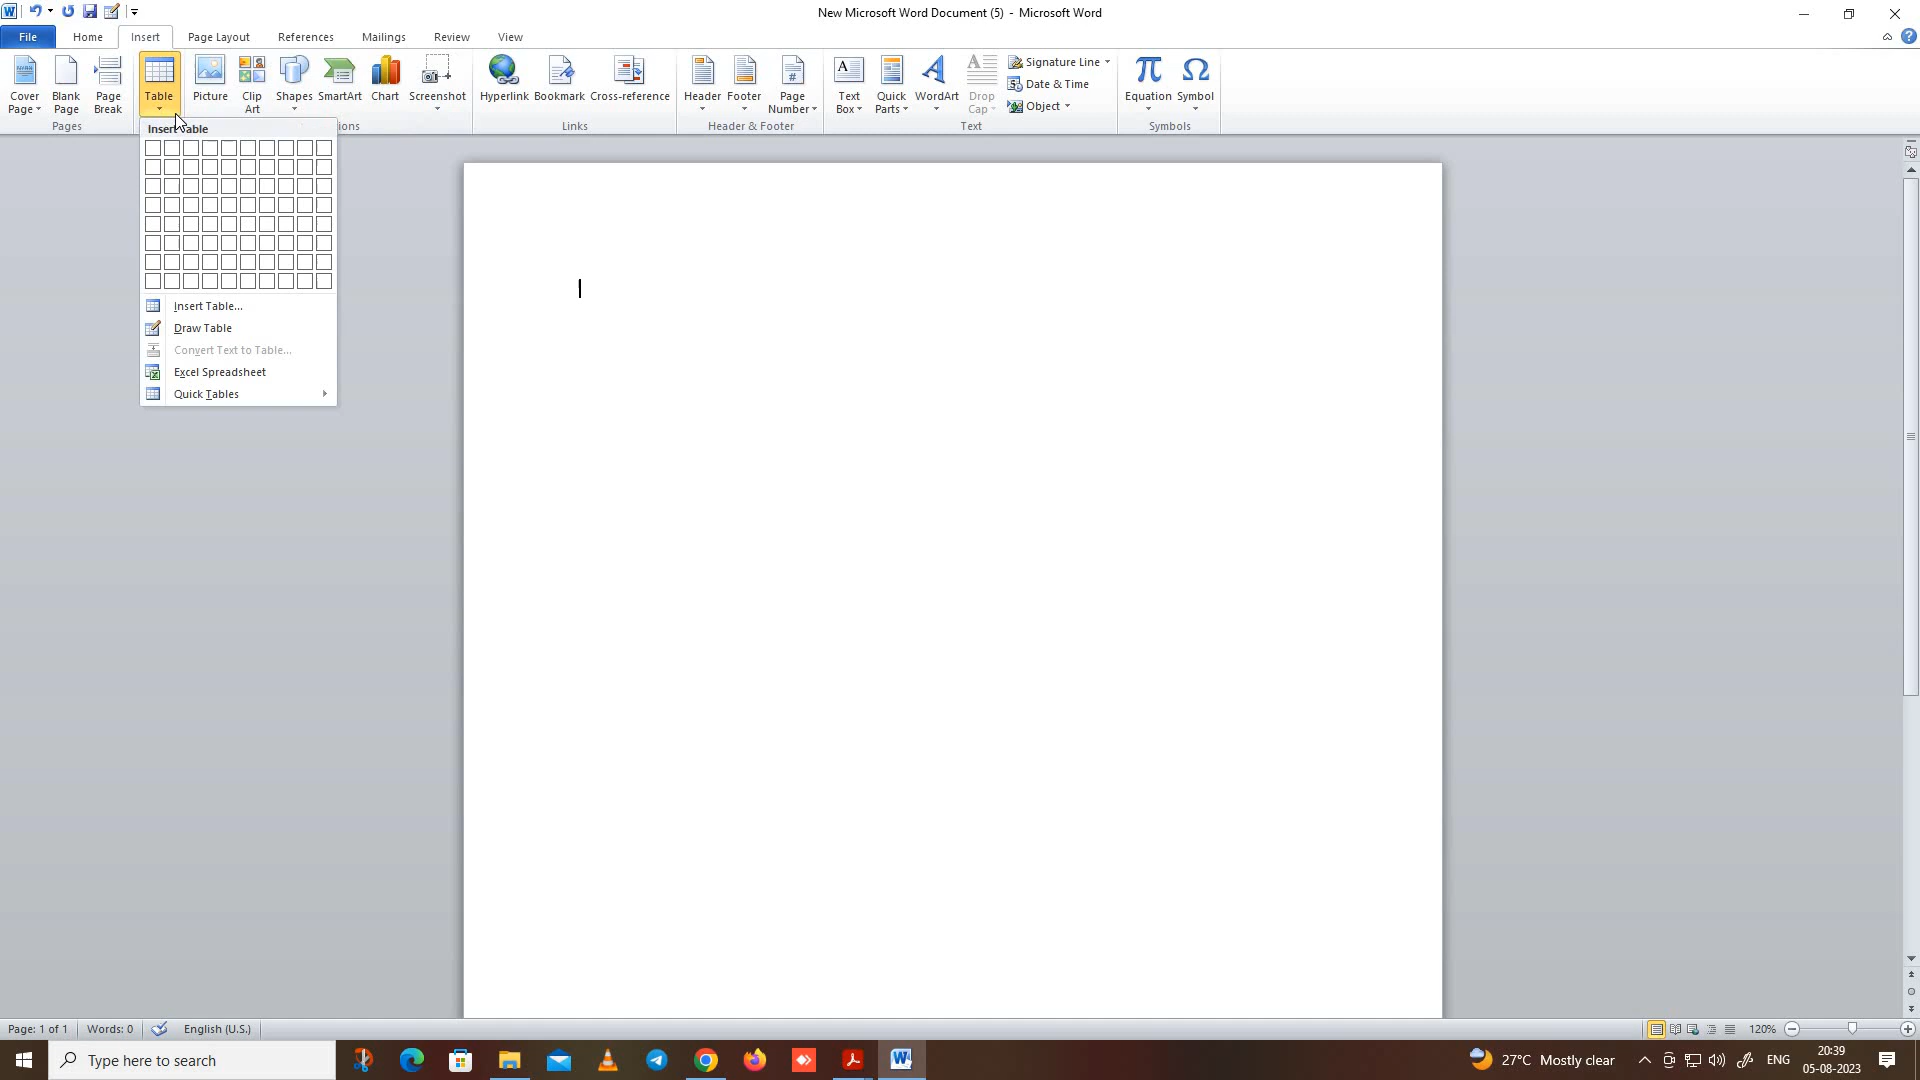 New Microsoft Word Document (5) - Microsoft Word
File Home Insert Page Layout References Mailings Review View
Cover Page
Blank Page
Page Break
Table
Picture
Clip Art
Shapes
SmartArt
Chart
Screenshot
Hyperlink
Bookmark
Cross-reference
Header
Footer
Page Number
Text Box
Quick Parts
WordArt
Drop Cap
Signature Line
Date & Time
Object
Equation
Symbol
Pages
Links
Header & Footer
Text
Symbols
Insert Table...
Draw Table
Convert Text to Table...
Excel Spreadsheet
Quick Tables
Page: 1 of 1 Words: 0 English (U.S.) 120%
Type here to search
27°C Mostly clear
ENG
20:39
05-08-2023